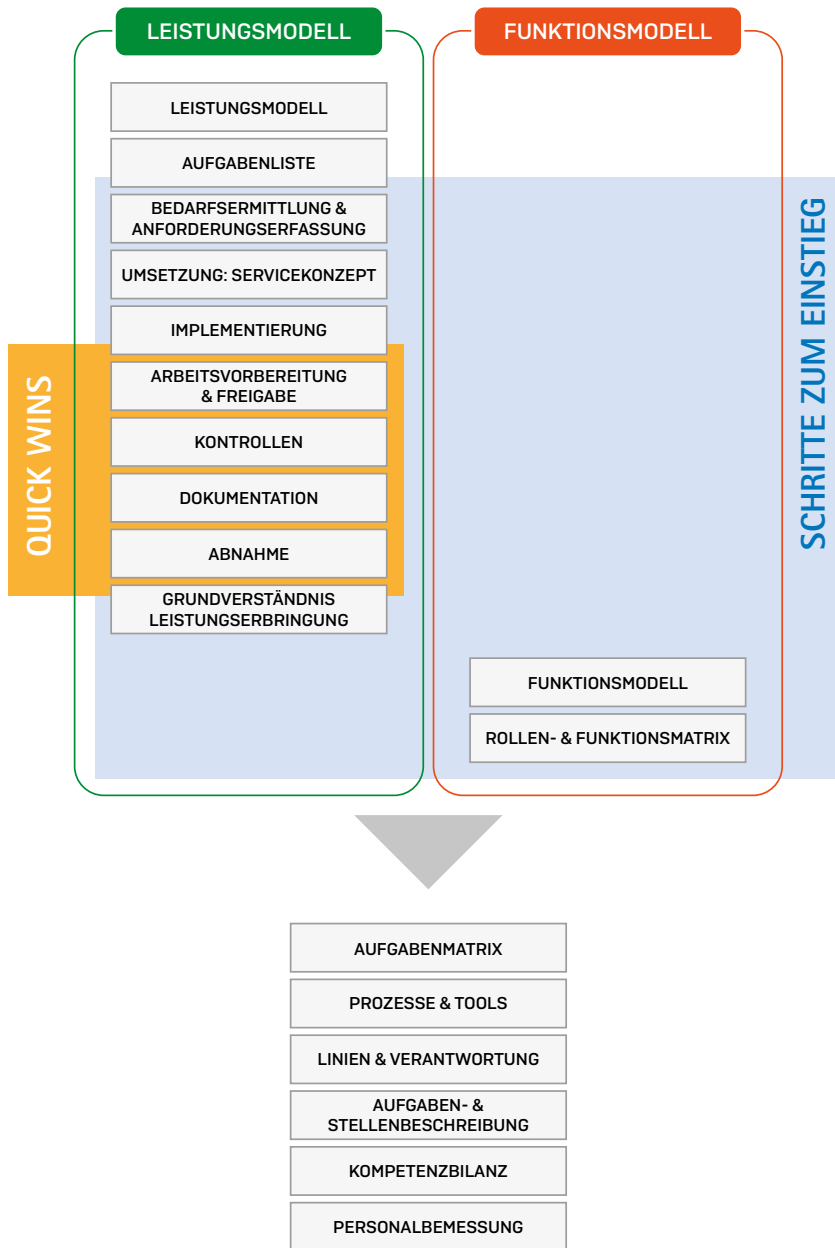 LEISTUNGSMODELL
FUNKTIONSMODELL
LEISTUNGSMODELL
AUFGABENLISTE
BEDARFSERMITTLUNG &
ANFORDERUNGSERFASSUNG
UMSETZUNG: SERVICEKONZEPT
IMPLEMENTIERUNG
ARBEITSVORBEREITUNG
& FREIGABE
KONTROLLEN
DOKUMENTATION
ABNAHME
GRUNDVERSTÄNDNIS
LEISTUNGSERBRINGUNG
QUICK WINS
FUNKTIONSMODELL
ROLLEN- & FUNKTIONSMATRIX
SCHRITTE ZUM EINSTIEG
AUFGABENMATRIX
PROZESSE & TOOLS
LINIEN & VERANTWORTUNG
AUFGABEN- &
STELLENBESCHREIBUNG
KOMPETENZBILANZ
PERSONALBEMESSUNG